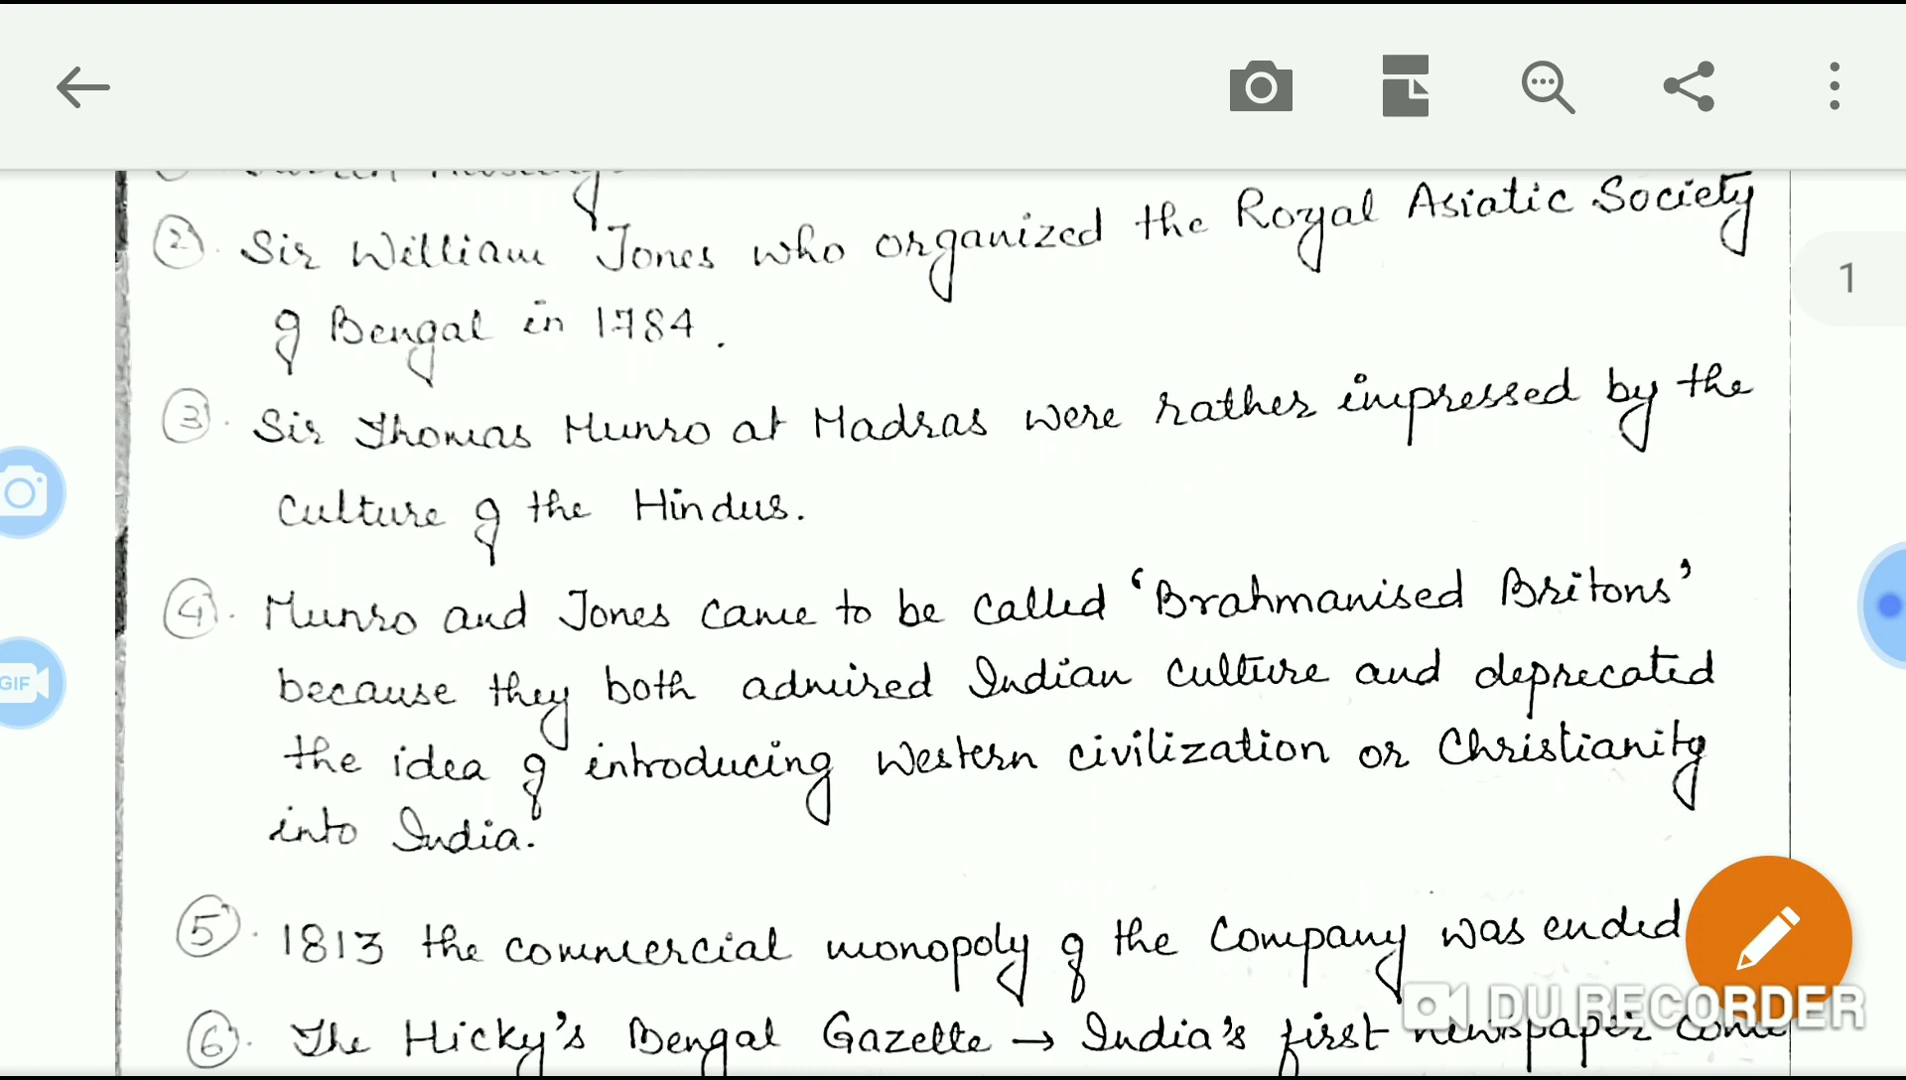 ② Sir William Jones who organized the Royal Asiatic Society
of Bengal in 1784.
③ Sir Thomas Munro at Madras were rather impressed by the
1
culture of the Hindus.
④ Munro and Jones came to be called 'Brahmanised Britons'
because they both admired Indian culture and deprecated
GIF
the idea of introducing Western civilization or Christianity
into India.
⑤ 1813 the commercial monopoly of the Company was ended
DU RECORDER
⑥ The Hicky's Bengal Gazette → India's first newspaper